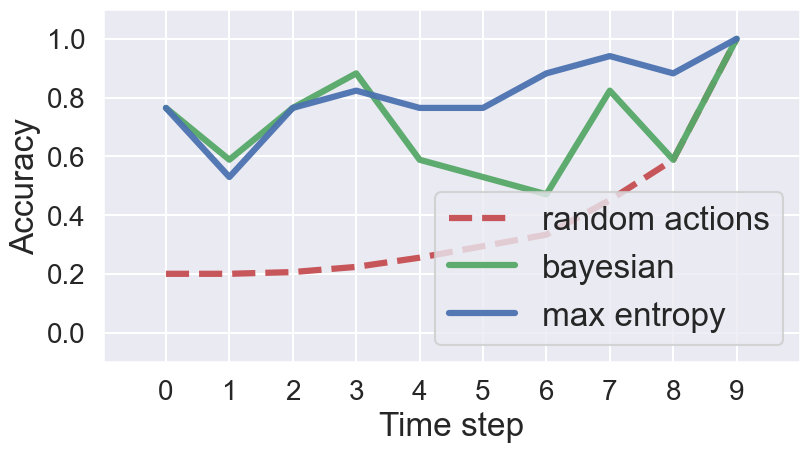 1.0
0.8
0.6
0.4
0.2
0.0
Accuracy
random actions
bayesian
max entropy
0 1 2 3 4 5 6 7 8 9
Time step